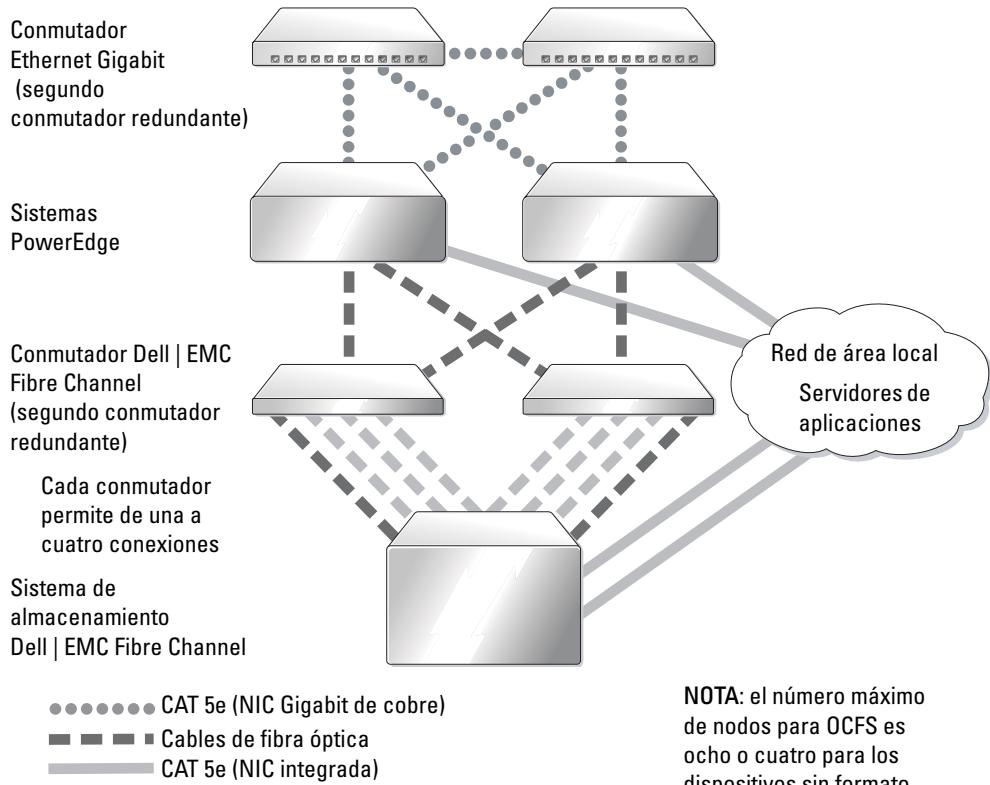 Conmutador
Ethernet Gigabit
(segundo
conmutador redundante)
Sistemas
PowerEdge
Conmutador Dell | EMC
Fibre Channel
(segundo conmutador
redundante)
Cada conmutador
permite de una a
cuatro conexiones
Sistema de
almacenamiento
Dell | EMC Fibre Channel
Red de área local
Servidores de
aplicaciones
CAT 5e (NIC Gigabit de cobre)
Cables de fibra óptica
CAT 5e (NIC integrada)
NOTA: el número máximo
de nodos para OCFS es
ocho o cuatro para los
dispositivos sin formato